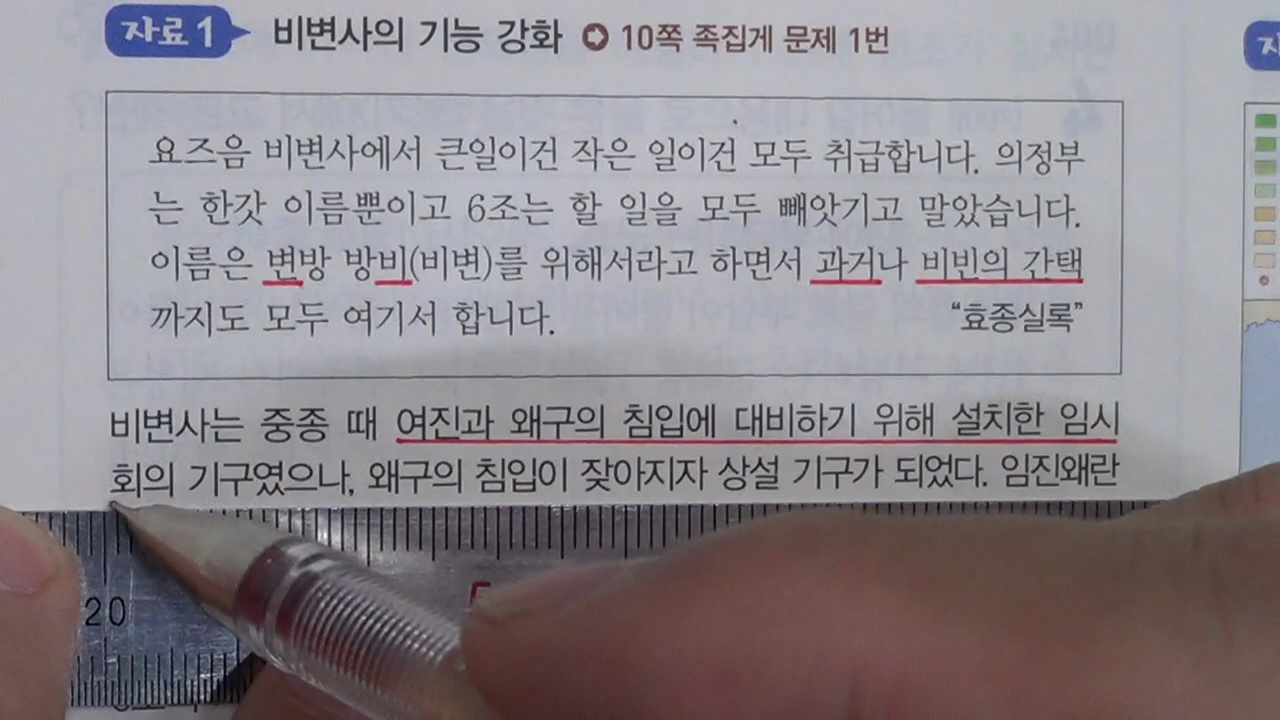 자료 1 비변사의 기능 강화 ➲ 10쪽 족집게 문제 1번
요즈음 비변사에서 큰일이건 작은 일이건 모두 취급합니다. 의정부
는 한갓 이름뿐이고 6조는 할 일을 모두 빼앗기고 말았습니다.
이름은 변방 방비(비변)를 위해서라고 하면서 과거나 비빈의 간택
까지도 모두 여기서 합니다. “효종실록”
비변사는 중종 때 여진과 왜구의 침입에 대비하기 위해 설치한 임시
회의 기구였으나, 왜구의 침입이 잦아지자 상설 기구가 되었다. 임진왜란
20